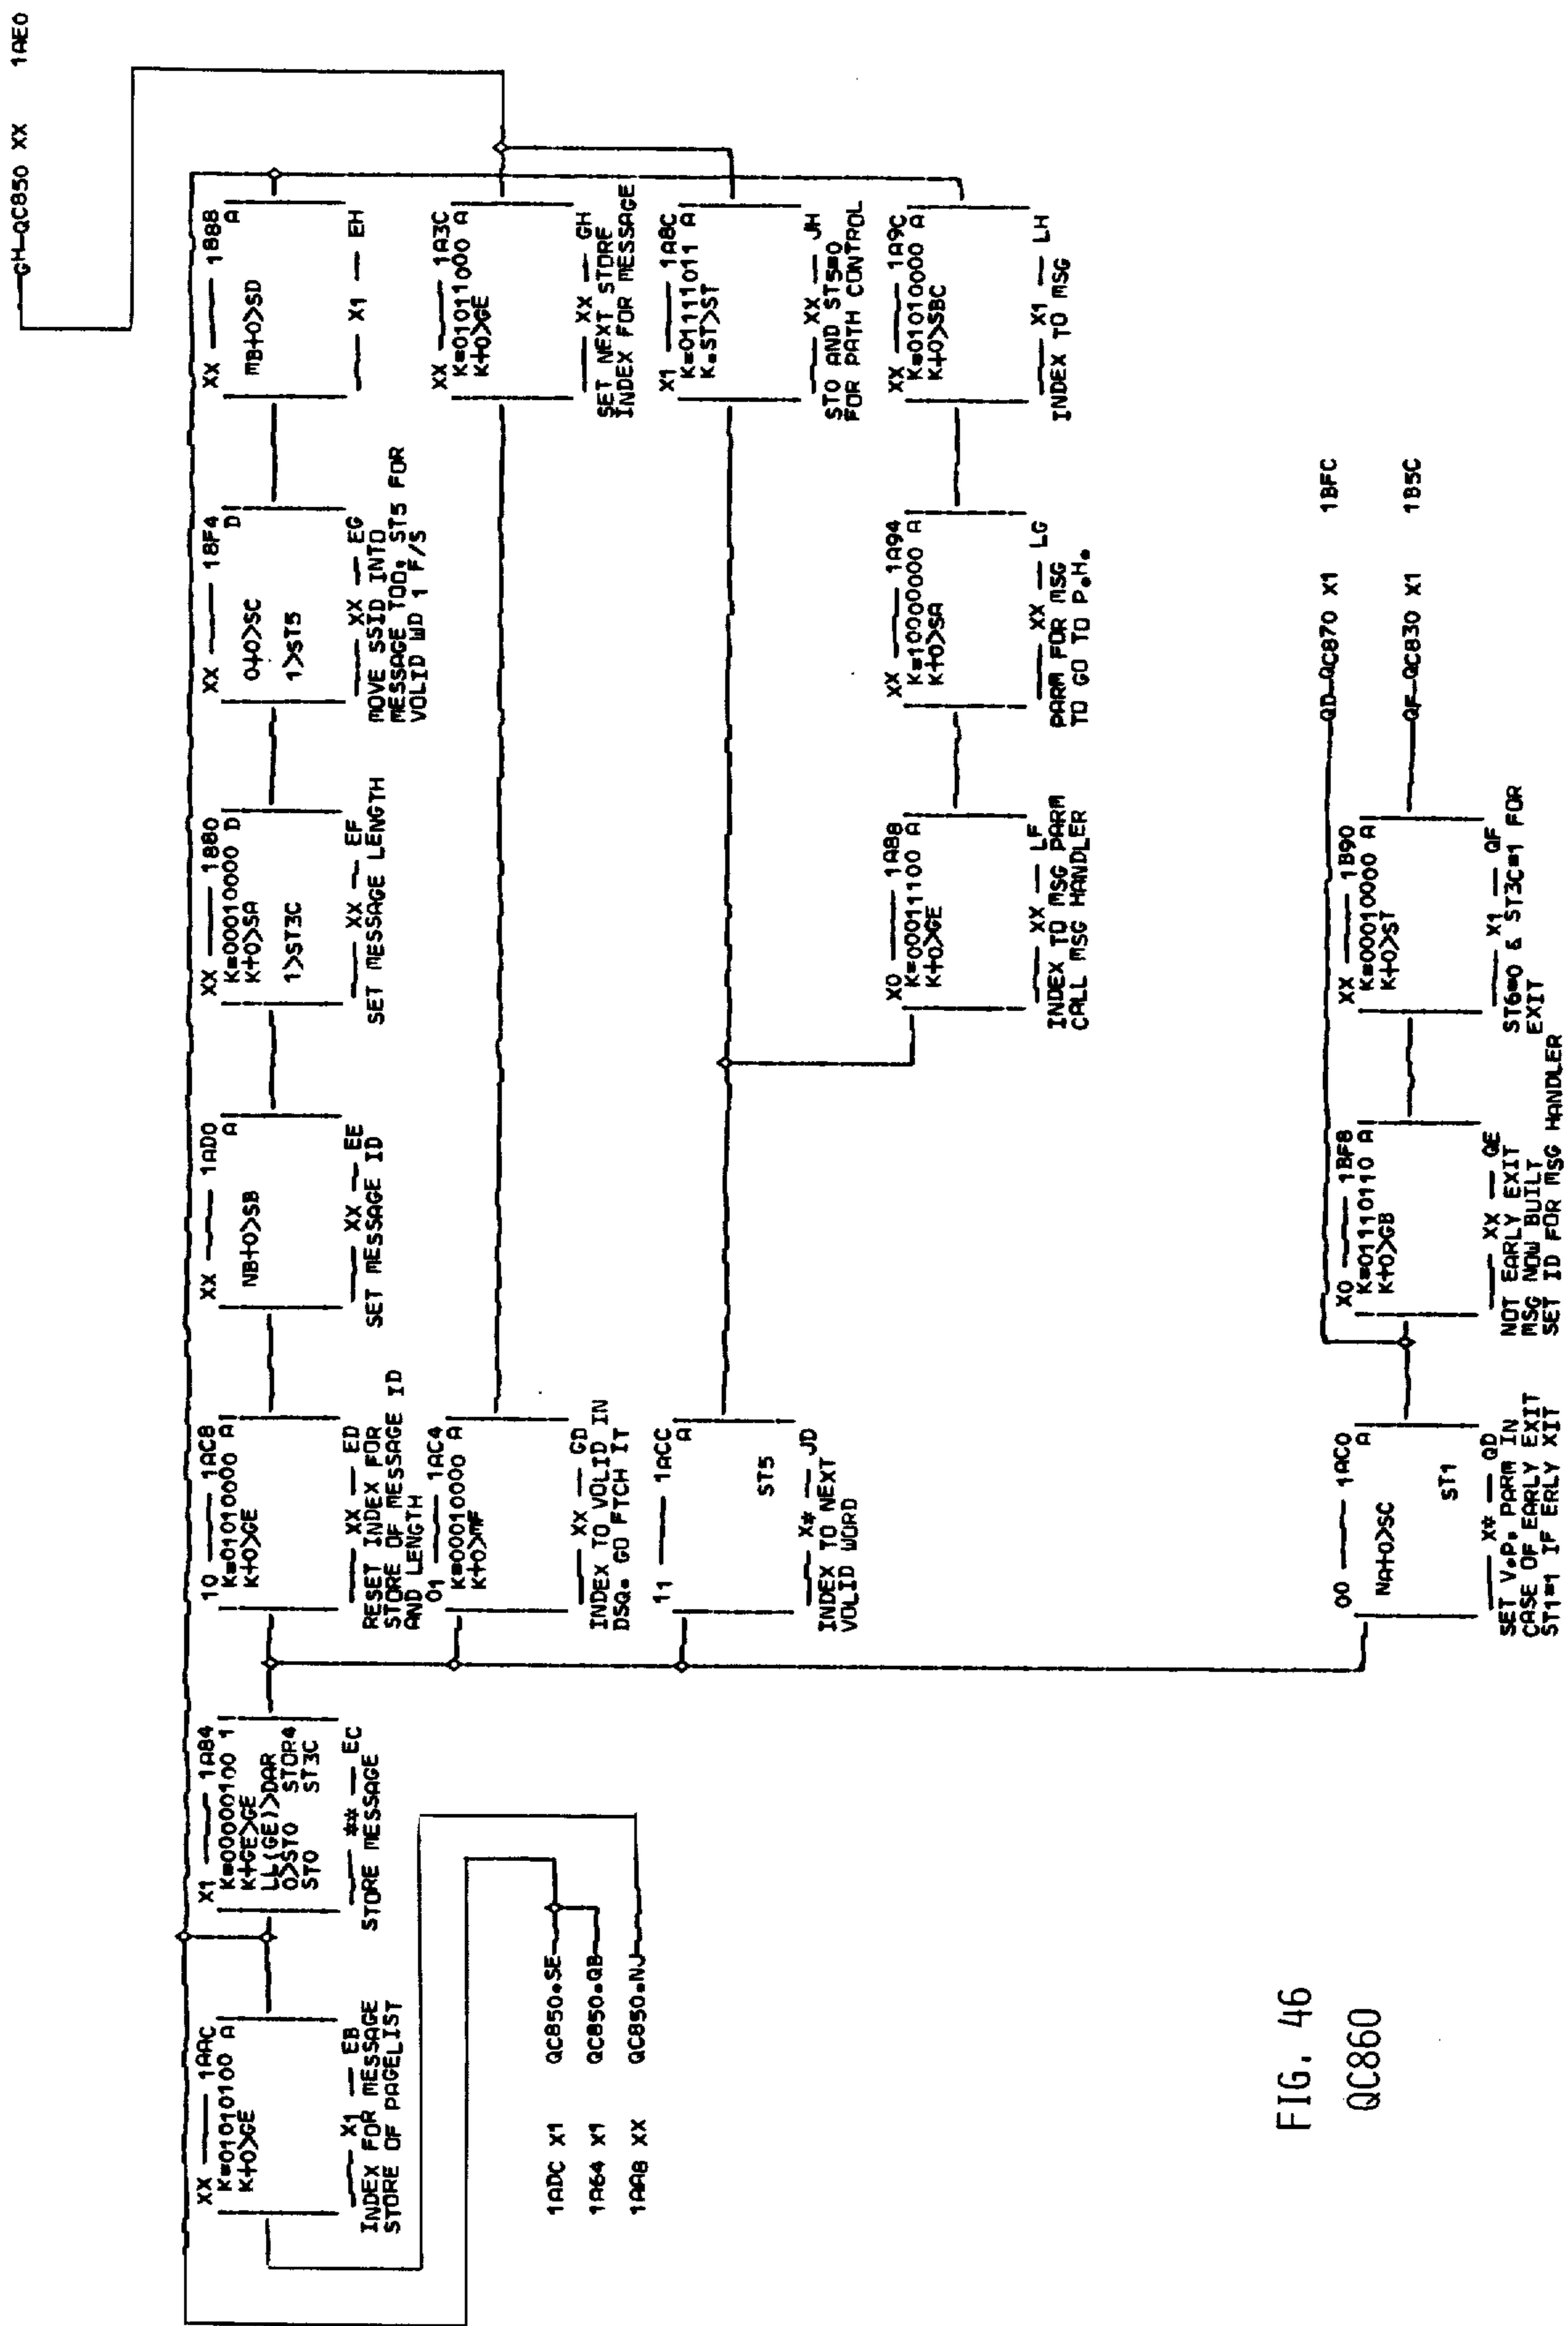 GH-QC850 XX 1AE0
XX 1AAC
K=01010100 A
K+0>GE
X1 EB
INDEX FOR MESSAGE
STORE OF PAGELIST
X1 1A84
K=00000100 1
K+GE>GE
LL(GE)>DAR
0>ST0 STOR4
ST0 ST3C
** EC
STORE MESSAGE
10 1AC8
K=01010000 A
K+0>GE
XX ED
RESET INDEX FOR
STORE OF MESSAGE ID
AND LENGTH
XX 1AD0
A
NB+0>SB
XX EE
SET MESSAGE ID
XX 1B80
K=00010000 D
K+0>SA
1>ST3C
XX EF
SET MESSAGE LENGTH
XX 1BF4
D
0+0>SC
1>ST5
XX EG
MOVE SSID INTO
MESSAGE TOO, ST5 FOR
VOLID WD 1 F/S
XX 1B88
A
MB+0>SD
X1 EH
01 1AC4
K=00010000 A
K+0>MF
XX GD
INDEX TO VOLID IN
DSQ. GO FTCH IT
XX 1A3C
K=01011000 A
K+0>GE
XX GH
SET NEXT STORE
INDEX FOR MESSAGE
11 1ACC
A
ST5
X* JD
INDEX TO NEXT
VOLID WORD
X1 1A8C
K=01111011 A
K.ST>ST
XX JH
ST0 AND ST5=0
FOR PATH CONTROL
X0 1A88
K=00011100 A
K+0>GE
XX LF
INDEX TO MSG PARM
CALL MSG HANDLER
XX 1A94
K=10000000 A
K+0>SA
XX LG
PARM FOR MSG
TO GO TO P.H.
XX 1A9C
K=01010000 A
K+0>SBC
X1 LH
INDEX TO MSG
1ADC X1 QC850.SE
1A64 X1 QC850.QB
1AA8 XX QC850.NJ
00 1AC0
A
NA+0>SC
ST1
X* QD
SET V.P. PARM IN
CASE OF EARLY EXIT
ST1=1 IF ERLY XIT
X0 1BF8
K=01110110 A
K+0>GB
XX QE
NOT EARLY EXIT
MSG NOW BUILT
SET ID FOR MSG HANDLER
XX 1B90
K=00010000 A
K+0>ST
X1 QF
ST6=0 & ST3C=1 FOR
EXIT
QD-QC870 X1 1BFC
QF-QC830 X1 1B5C
FIG. 46
QC860